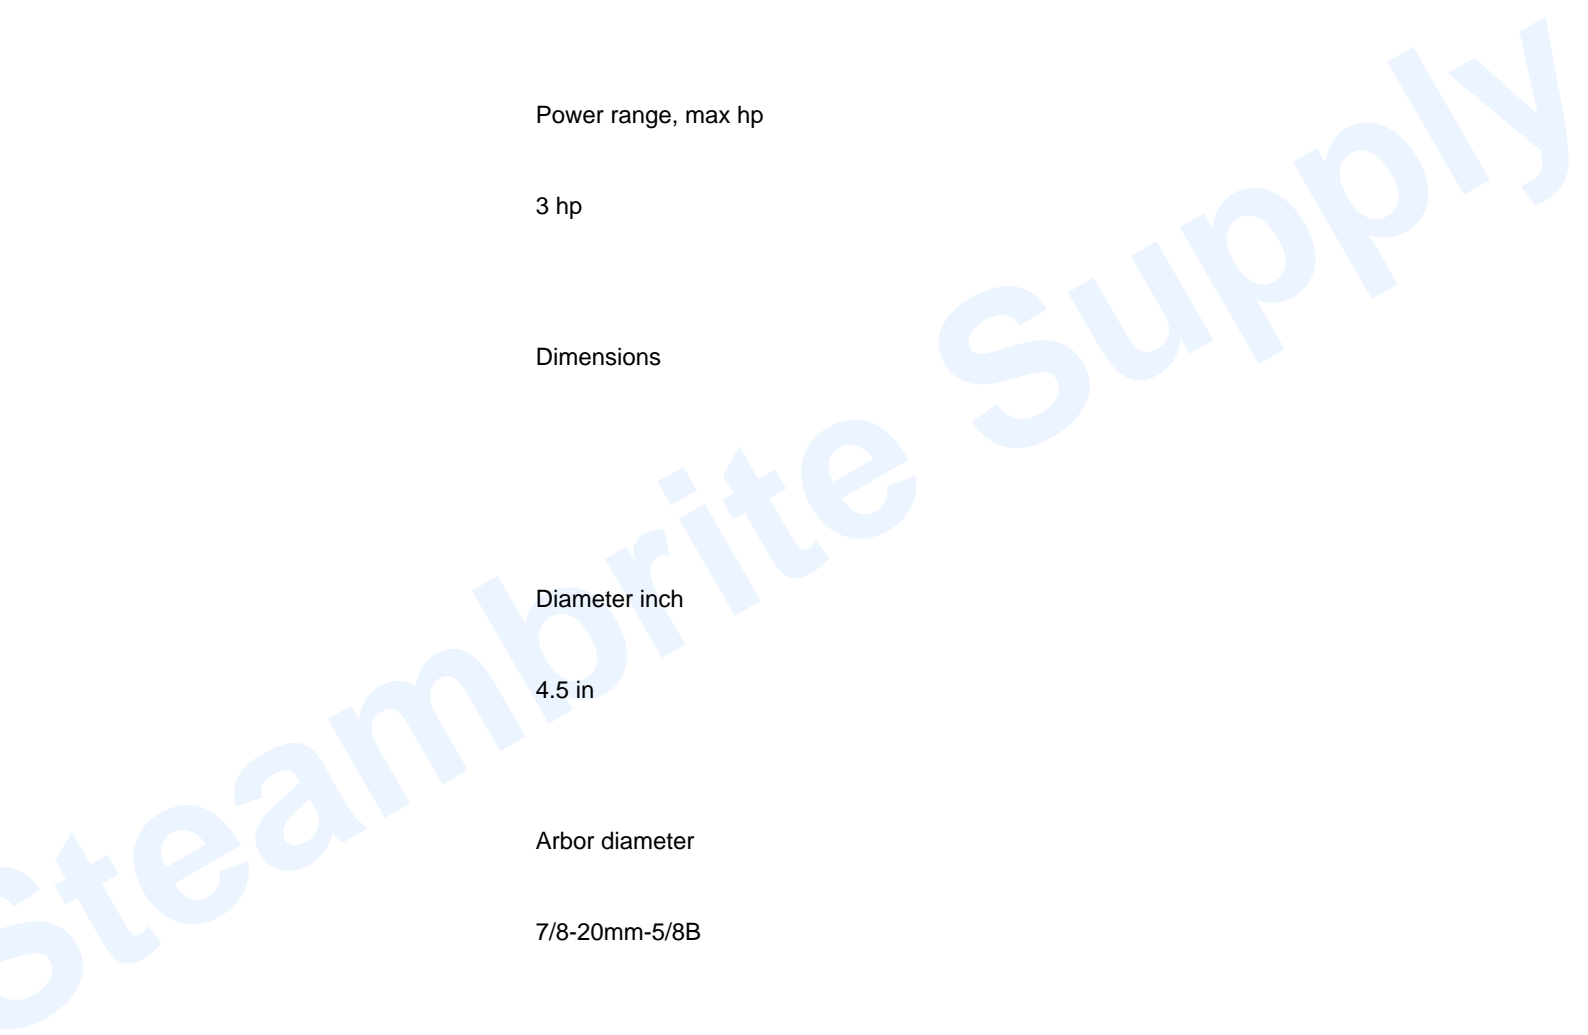 Power range, max hp
3 hp
Dimensions
Diameter inch
4.5 in
Arbor diameter
7/8-20mm-5/8B
Steambrite Supply